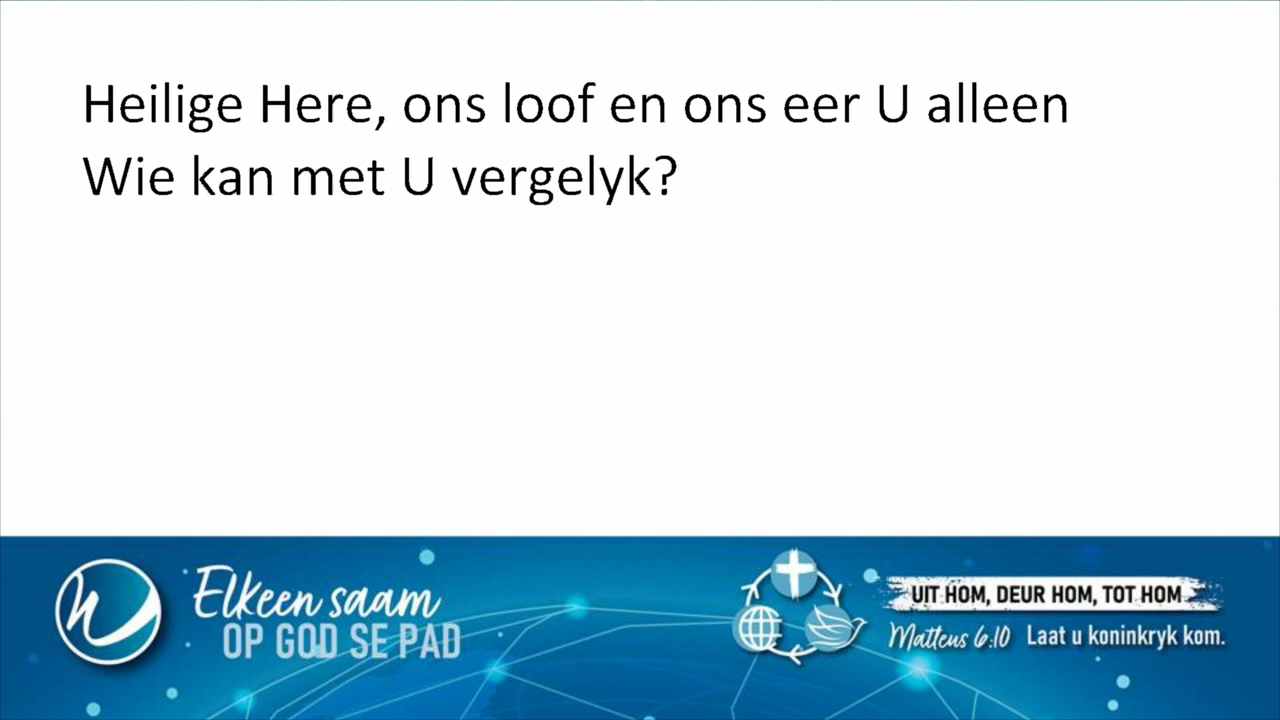 Heilige Here, ons loof en ons eer U alleen
Wie kan met U vergelyk?
Elkeen saam
OP GOD SE PAD
UIT HOM, DEUR HOM, TOT HOM
Matteus 6:10 Laat u koninkryk kom.